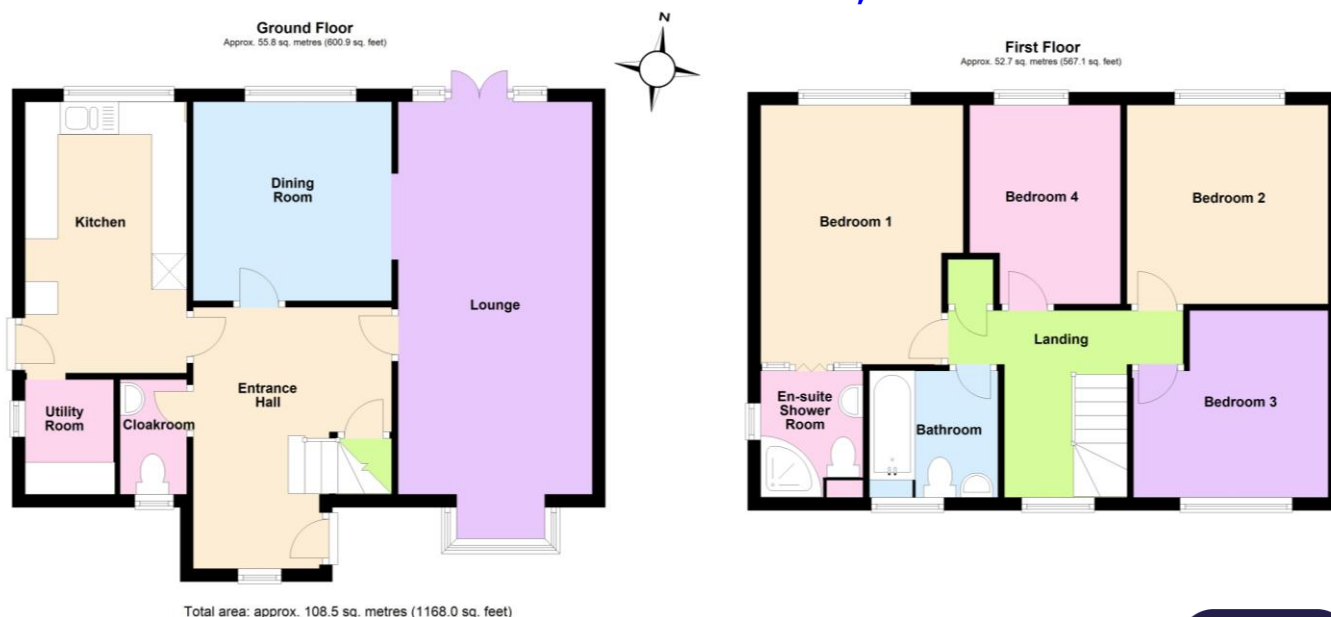 Ground Floor
Approx. 55.8 sq. metres (600.9 sq. feet)
N
First Floor
Approx. 52.7 sq. metres (567.1 sq. feet)
Kitchen
Dining
Room
Lounge
Entrance
Hall
Utility
Room
Cloakroom
Bedroom 1
Bedroom 4
Bedroom 2
Landing
Bedroom 3
En-suite
Shower
Room
Bathroom
Total area: approx. 108.5 sq. metres (1168.0 sq. feet)